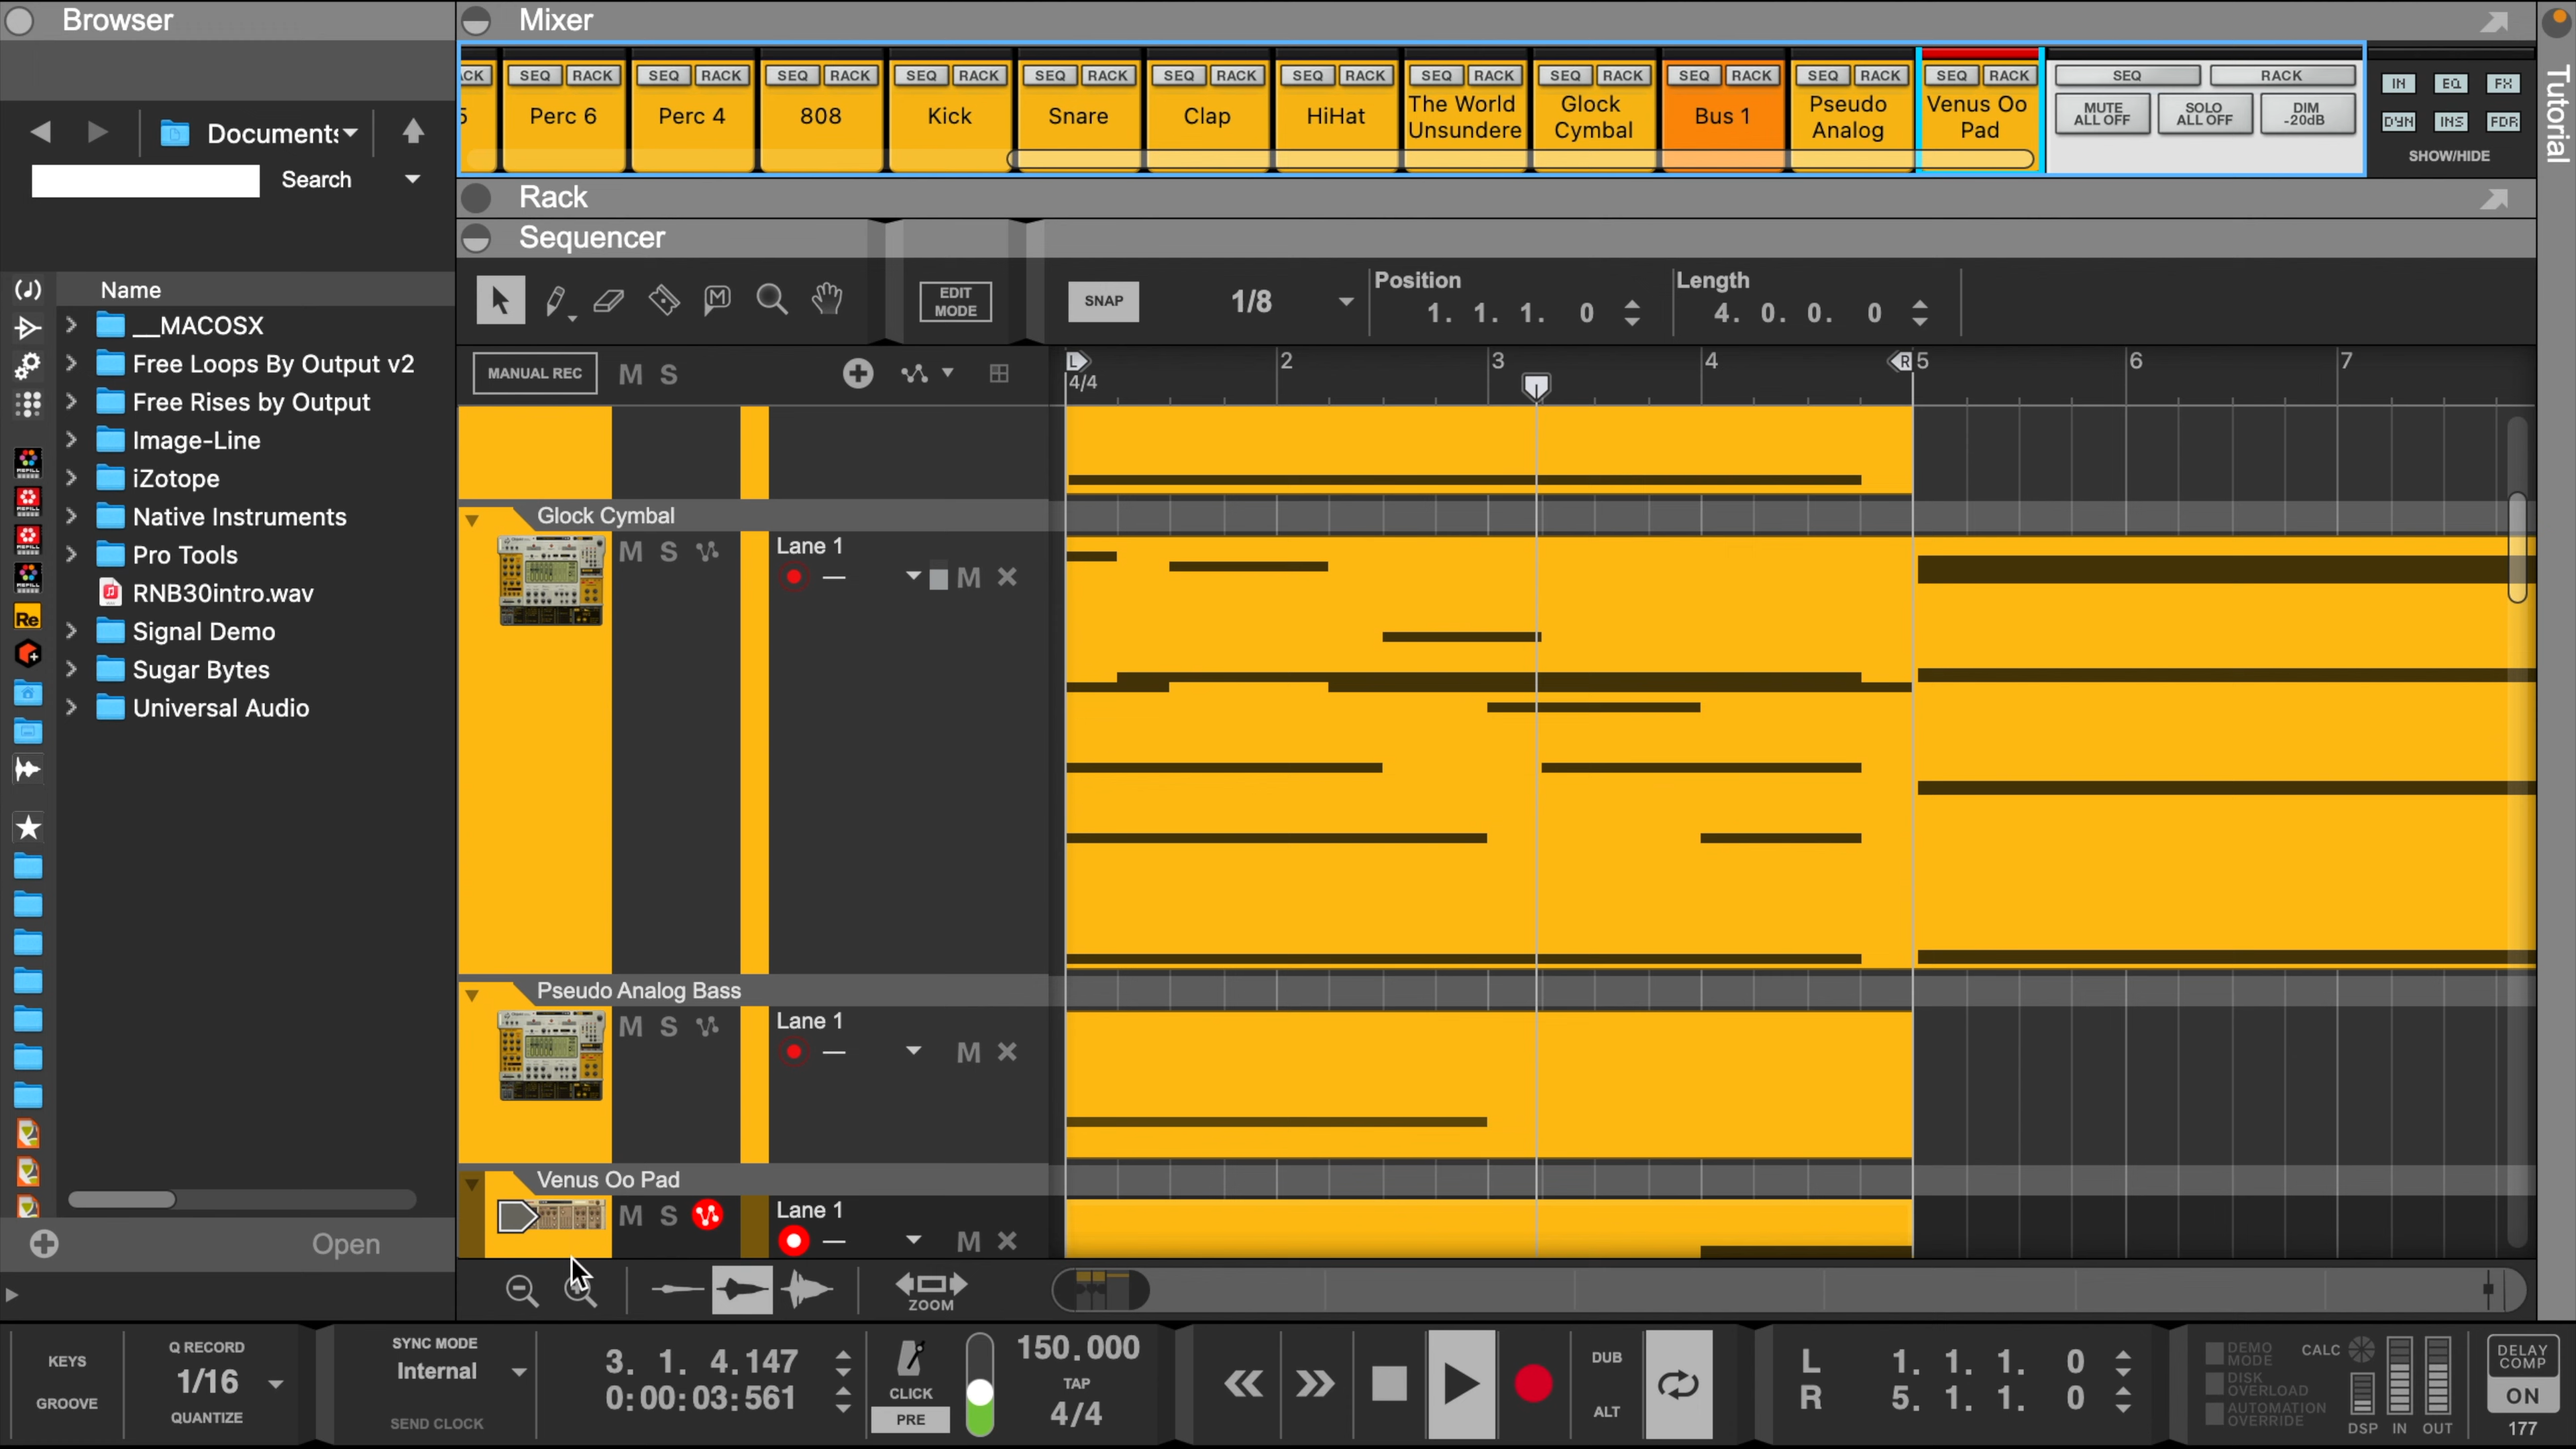 Browser
Mixer
Tutorial
Documents
Search
Name
__MACOSX
Free Loops By Output v2
Free Rises by Output
Image-Line
iZotope
Native Instruments
Pro Tools
RNB30intro.wav
Signal Demo
Sugar Bytes
Universal Audio
Re
Open
SEQ RACK SEQ RACK SEQ RACK SEQ RACK SEQ RACK SEQ RACK SEQ RACK SEQ RACK SEQ RACK SEQ RACK SEQ RACK SEQ RACK SEQ RACK
5
Perc 6
Perc 4
808
Kick
Snare
Clap
HiHat
The World
Unsundere
Glock
Cymbal
Bus 1
Pseudo
Analog
Venus Oo
Pad
MUTE
ALL OFF
SOLO
ALL OFF
DIM
-20dB
IN EQ FX
DYN INS FDR
SHOW/HIDE
Rack
Sequencer
EDIT
MODE
SNAP
1/8
Position
1. 1. 1. 0
Length
4. 0. 0. 0
MANUAL REC M S
L 2 3 4 R 5 6 7
4/4
Glock Cymbal
M S Lane 1
M
Pseudo Analog Bass
M S Lane 1
M
Venus Oo Pad
M S Lane 1
M
ZOOM
KEYS
GROOVE
Q RECORD
1/16
QUANTIZE
SYNC MODE
Internal
SEND CLOCK
3. 1. 4.147
0:00:03:561
CLICK
PRE
150.000
TAP
4/4
DUB
ALT
L 1. 1. 1. 0
R 5. 1. 1. 0
DEMO
MODE
DISK
OVERLOAD
AUTOMATION
OVERRIDE
CALC
DSP IN OUT
DELAY
COMP
ON
177